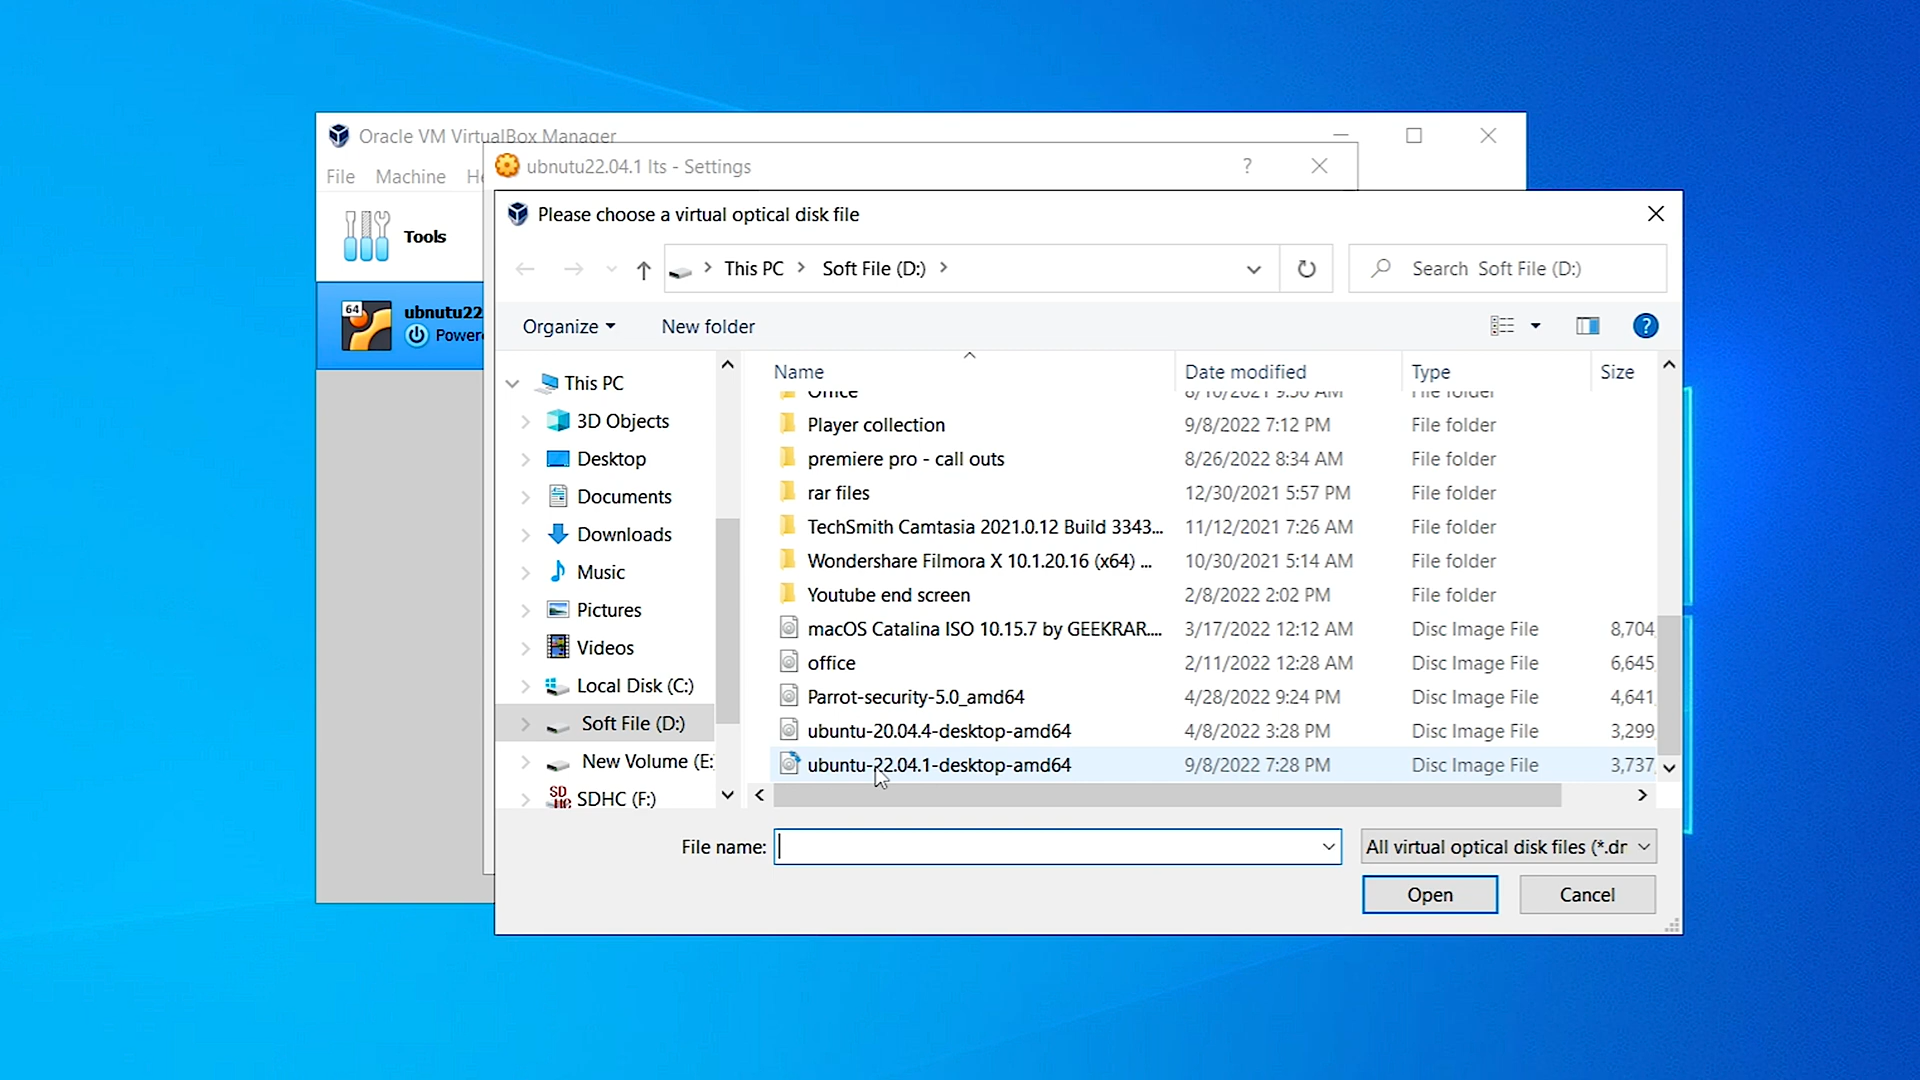 Oracle VM VirtualBox Manager
File Machine He
ubnutu22.04.1 lts - Settings
?
Tools
64
ubnutu22
Power
Please choose a virtual optical disk file
This PC > Soft File (D:) >
Search Soft File (D:)
Organize New folder
?
This PC
3D Objects
Desktop
Documents
Downloads
Music
Pictures
Videos
Local Disk (C:)
Soft File (D:)
New Volume (E:
SDHC (F:)
Name Date modified Type Size
Office 8/10/2021 9:50 AM File folder
Player collection 9/8/2022 7:12 PM File folder
premiere pro - call outs 8/26/2022 8:34 AM File folder
rar files 12/30/2021 5:57 PM File folder
TechSmith Camtasia 2021.0.12 Build 3343... 11/12/2021 7:26 AM File folder
Wondershare Filmora X 10.1.20.16 (x64) ... 10/30/2021 5:14 AM File folder
Youtube end screen 2/8/2022 2:02 PM File folder
macOS Catalina ISO 10.15.7 by GEEKRAR.... 3/17/2022 12:12 AM Disc Image File 8,704,
office 2/11/2022 12:28 AM Disc Image File 6,645
Parrot-security-5.0_amd64 4/28/2022 9:24 PM Disc Image File 4,641,
ubuntu-20.04.4-desktop-amd64 4/8/2022 3:28 PM Disc Image File 3,299,
ubuntu-22.04.1-desktop-amd64 9/8/2022 7:28 PM Disc Image File 3,737,
File name:
All virtual optical disk files (*.dr
Open Cancel